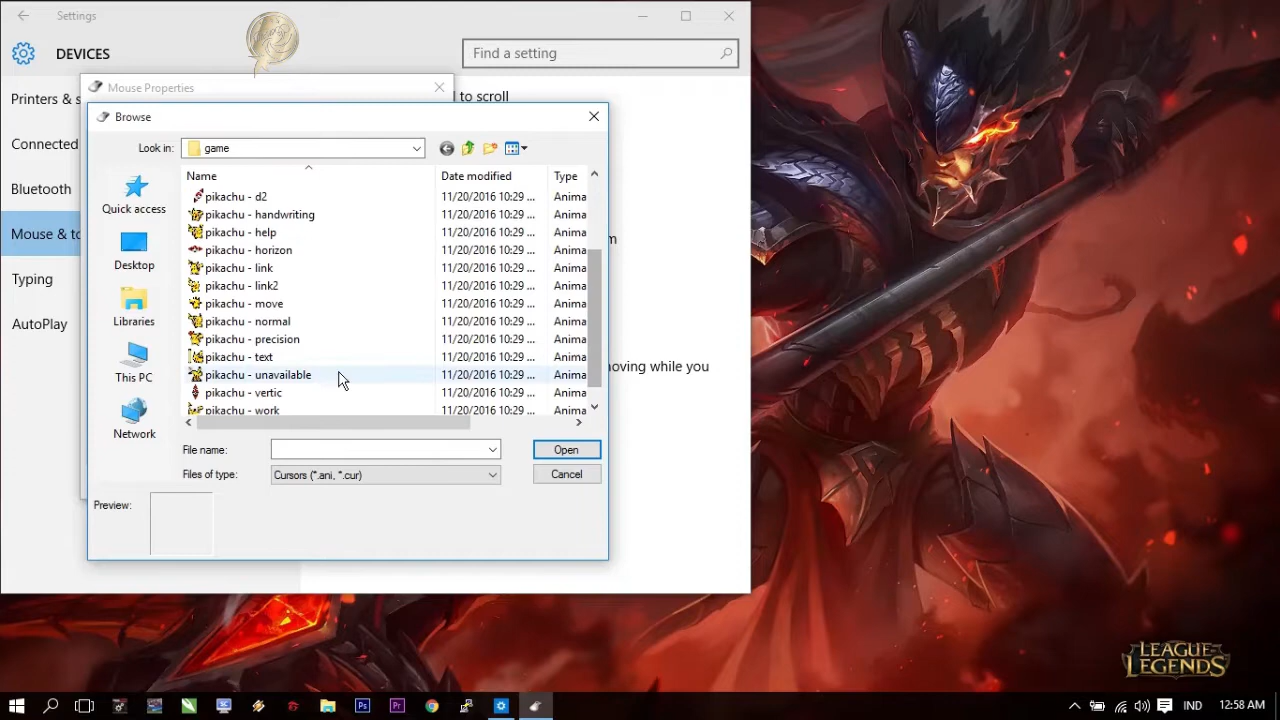 Settings
DEVICES
Find a setting
Printers & s
Connected
Bluetooth
Mouse & to
Typing
AutoPlay
l to scroll
m
oving while you
Mouse Properties
Browse
Look in:
game
Name
Date modified
Type
pikachu - d2
11/20/2016 10:29 ...
Anima
pikachu - handwriting
11/20/2016 10:29 ...
Anima
pikachu - help
11/20/2016 10:29 ...
Anima
pikachu - horizon
11/20/2016 10:29 ...
Anima
pikachu - link
11/20/2016 10:29 ...
Anima
pikachu - link2
11/20/2016 10:29 ...
Anima
pikachu - move
11/20/2016 10:29 ...
Anima
pikachu - normal
11/20/2016 10:29 ...
Anima
pikachu - precision
11/20/2016 10:29 ...
Anima
pikachu - text
11/20/2016 10:29 ...
Anima
pikachu - unavailable
11/20/2016 10:29 ...
Anima
pikachu - vertic
11/20/2016 10:29 ...
Anima
pikachu - work
11/20/2016 10:29 ...
Anima
Quick access
Desktop
Libraries
This PC
Network
File name:
Open
Files of type:
Cursors (*.ani, *.cur)
Cancel
Preview:
LEAGUE
OF
LEGENDS
Ps
Pr
IND
12:58 AM